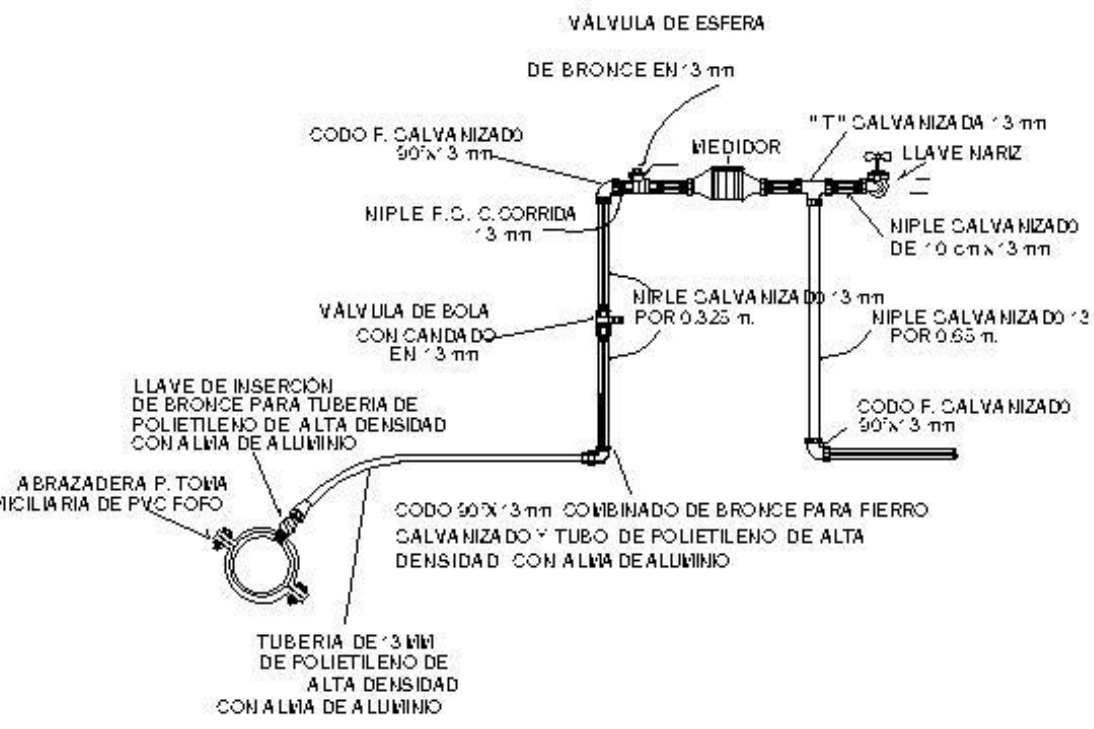 VÁLVULA DE ESFERA
DE BRONCE EN 13 mm
CODO F. GALVANIZADO
90°x13 mm
MEDIDOR
"T" GALVANIZADA 13 mm
LLAVE NARIZ
NIPLE F.G. C.CORRIDA
13 mm
NIPLE GALVANIZADO
DE 10 cm x 13 mm
VÁLVULA DE BOLA
CON CANDADO
EN 13 mm
NIRLE GALVANIZADO 13 mm
POR 0.325 m.
NIPLE GALVANIZADO 13
POR 0.65 m.
LLAVE DE INSERCIÓN
DE BRONCE PARA TUBERIA DE
POLIETILENO DE ALTA DENSIDAD
CON ALMA DE ALUMINIO
CODO F. GALVANIZADO
90°x13 mm
ABRAZADERA P. TOMA
MICILIARIA DE PVC FOFO
CODO 90°X 13 mm COMBINADO DE BRONCE PARA FIERRO
GALVANIZADO Y TUBO DE POLIETILENO DE ALTA
DENSIDAD CON ALMA DE ALUMINIO
TUBERIA DE 13 MM
DE POLIETILENO DE
ALTA DENSIDAD
CON ALMA DE ALUMINIO